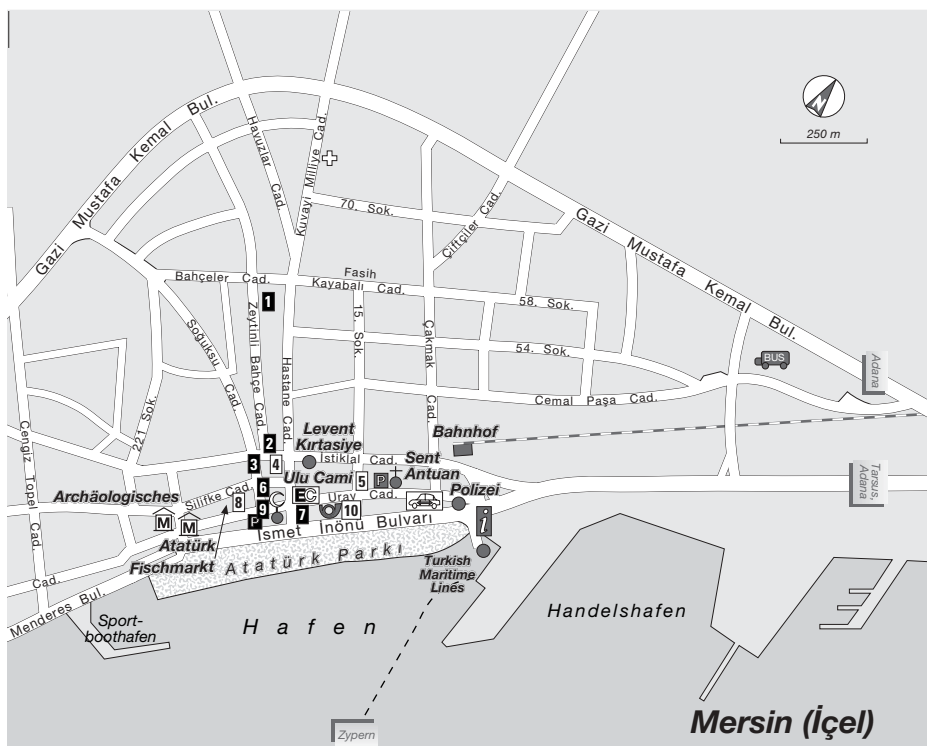 Gazi Mustafa Kemal Bul.
Havuzlar Cad.
Kuvayi Milliye Cad.
N
250 m
70. Sok.
Çiftçiler Cad.
Gazi Mustafa Kemal Bul.
Bahçeler Cad.
Fasih
Kayabalı Cad.
58. Sok.
1
Zeytinli Bahçe Cad.
Soğuksu Cad.
15. Sok.
Çakmak Cad.
54. Sok.
Hastane Cad.
BUS
Adana
Cemal Paşa Cad.
221 Sok.
Cengiz Topel Cad.
Levent
Kırtasiye
Bahnhof
2
3
4
İstiklal Cad.
Sent
Antuan
Ulu Cami
5
P
Tarsus,
Adana
Archäologisches
Silifke Cad.
6
EC
Uray Cad.
Polizei
8
9
7
10
P
M
M
i
Atatürk
İsmet İnönü Bulvarı
Fischmarkt
Atatürk Parkı
Turkish
Maritime
Lines
Cad.
Menderes Bul.
Sport-
boothafen
Hafen
Handelshafen
Zypern
Mersin (İçel)